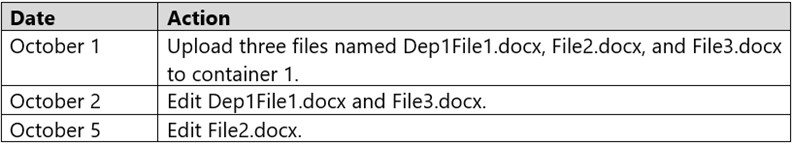 Date Action
October 1 Upload three files named Dep1File1.docx, File2.docx, and File3.docx
to container 1.
October 2 Edit Dep1File1.docx and File3.docx.
October 5 Edit File2.docx.